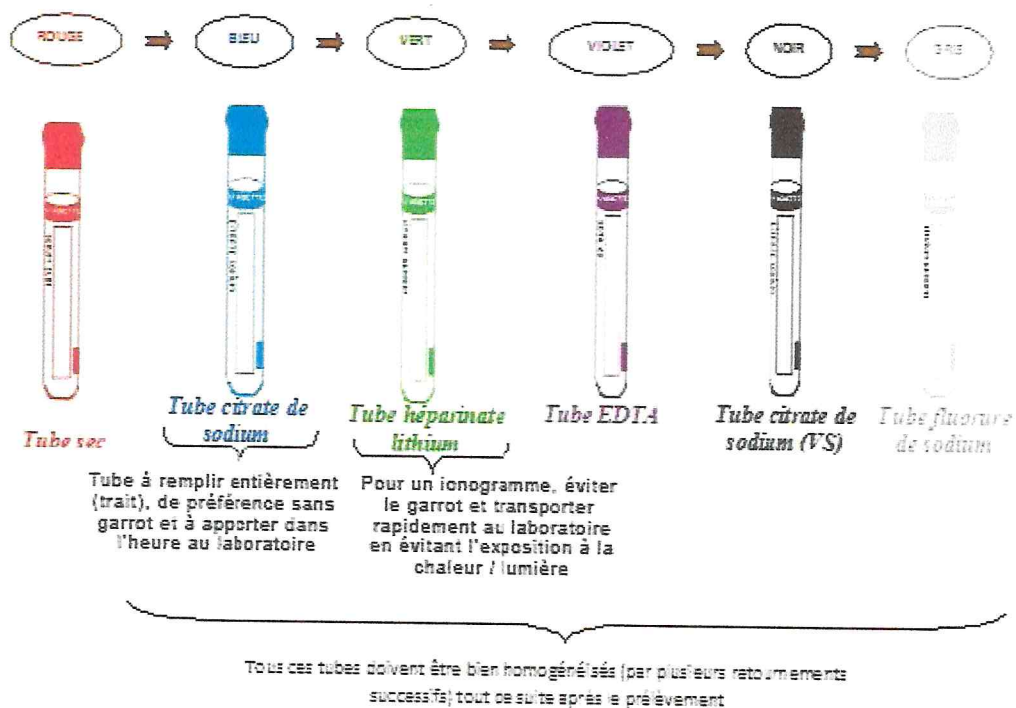 ROUGE
BLEU
VERT
VIOLET
NOIR
GRIS
Tube sec
Tube citrate de
sodium
Tube héparinate
lithium
Tube EDTA
Tube citrate de
sodium (VS)
Tube fluorure
de sodium
Tube à remplir entièrement
(trait), de préférence sans
garrot et à apporter dans
l'heure au laboratoire
Pour un ionogramme, éviter
le garrot et transporter
rapidement au laboratoire
en évitant l'exposition à la
chaleur / lumière
Tous ces tubes doivent être bien homogénéisés (par plusieurs retournements
successifs) tout de suite après le prélèvement